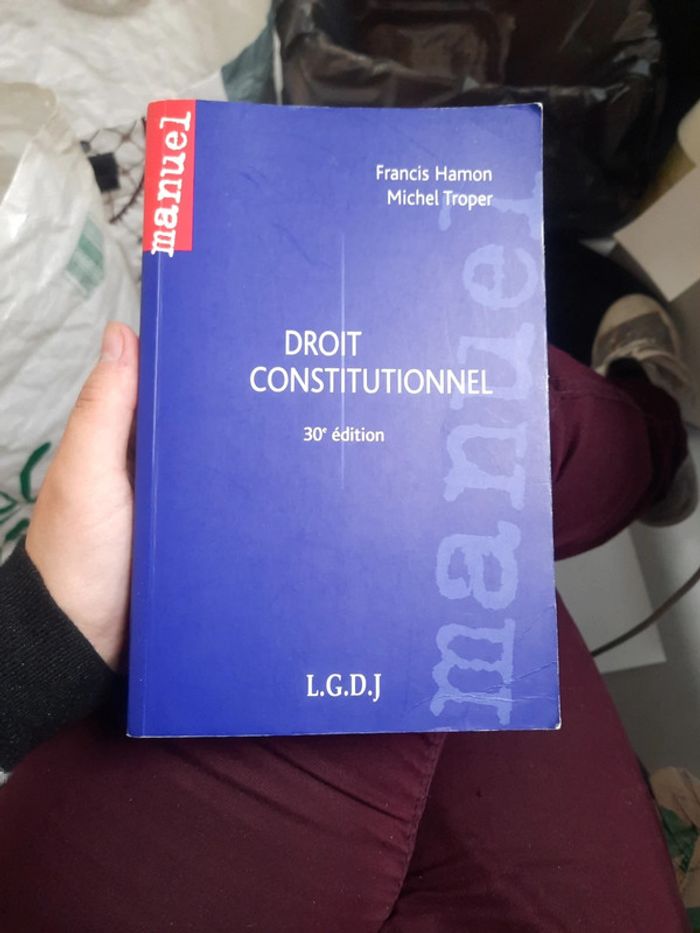 manuel
Francis Hamon
Michel Troper
DROIT
CONSTITUTIONNEL
30e édition
manuel
L.G.D.J